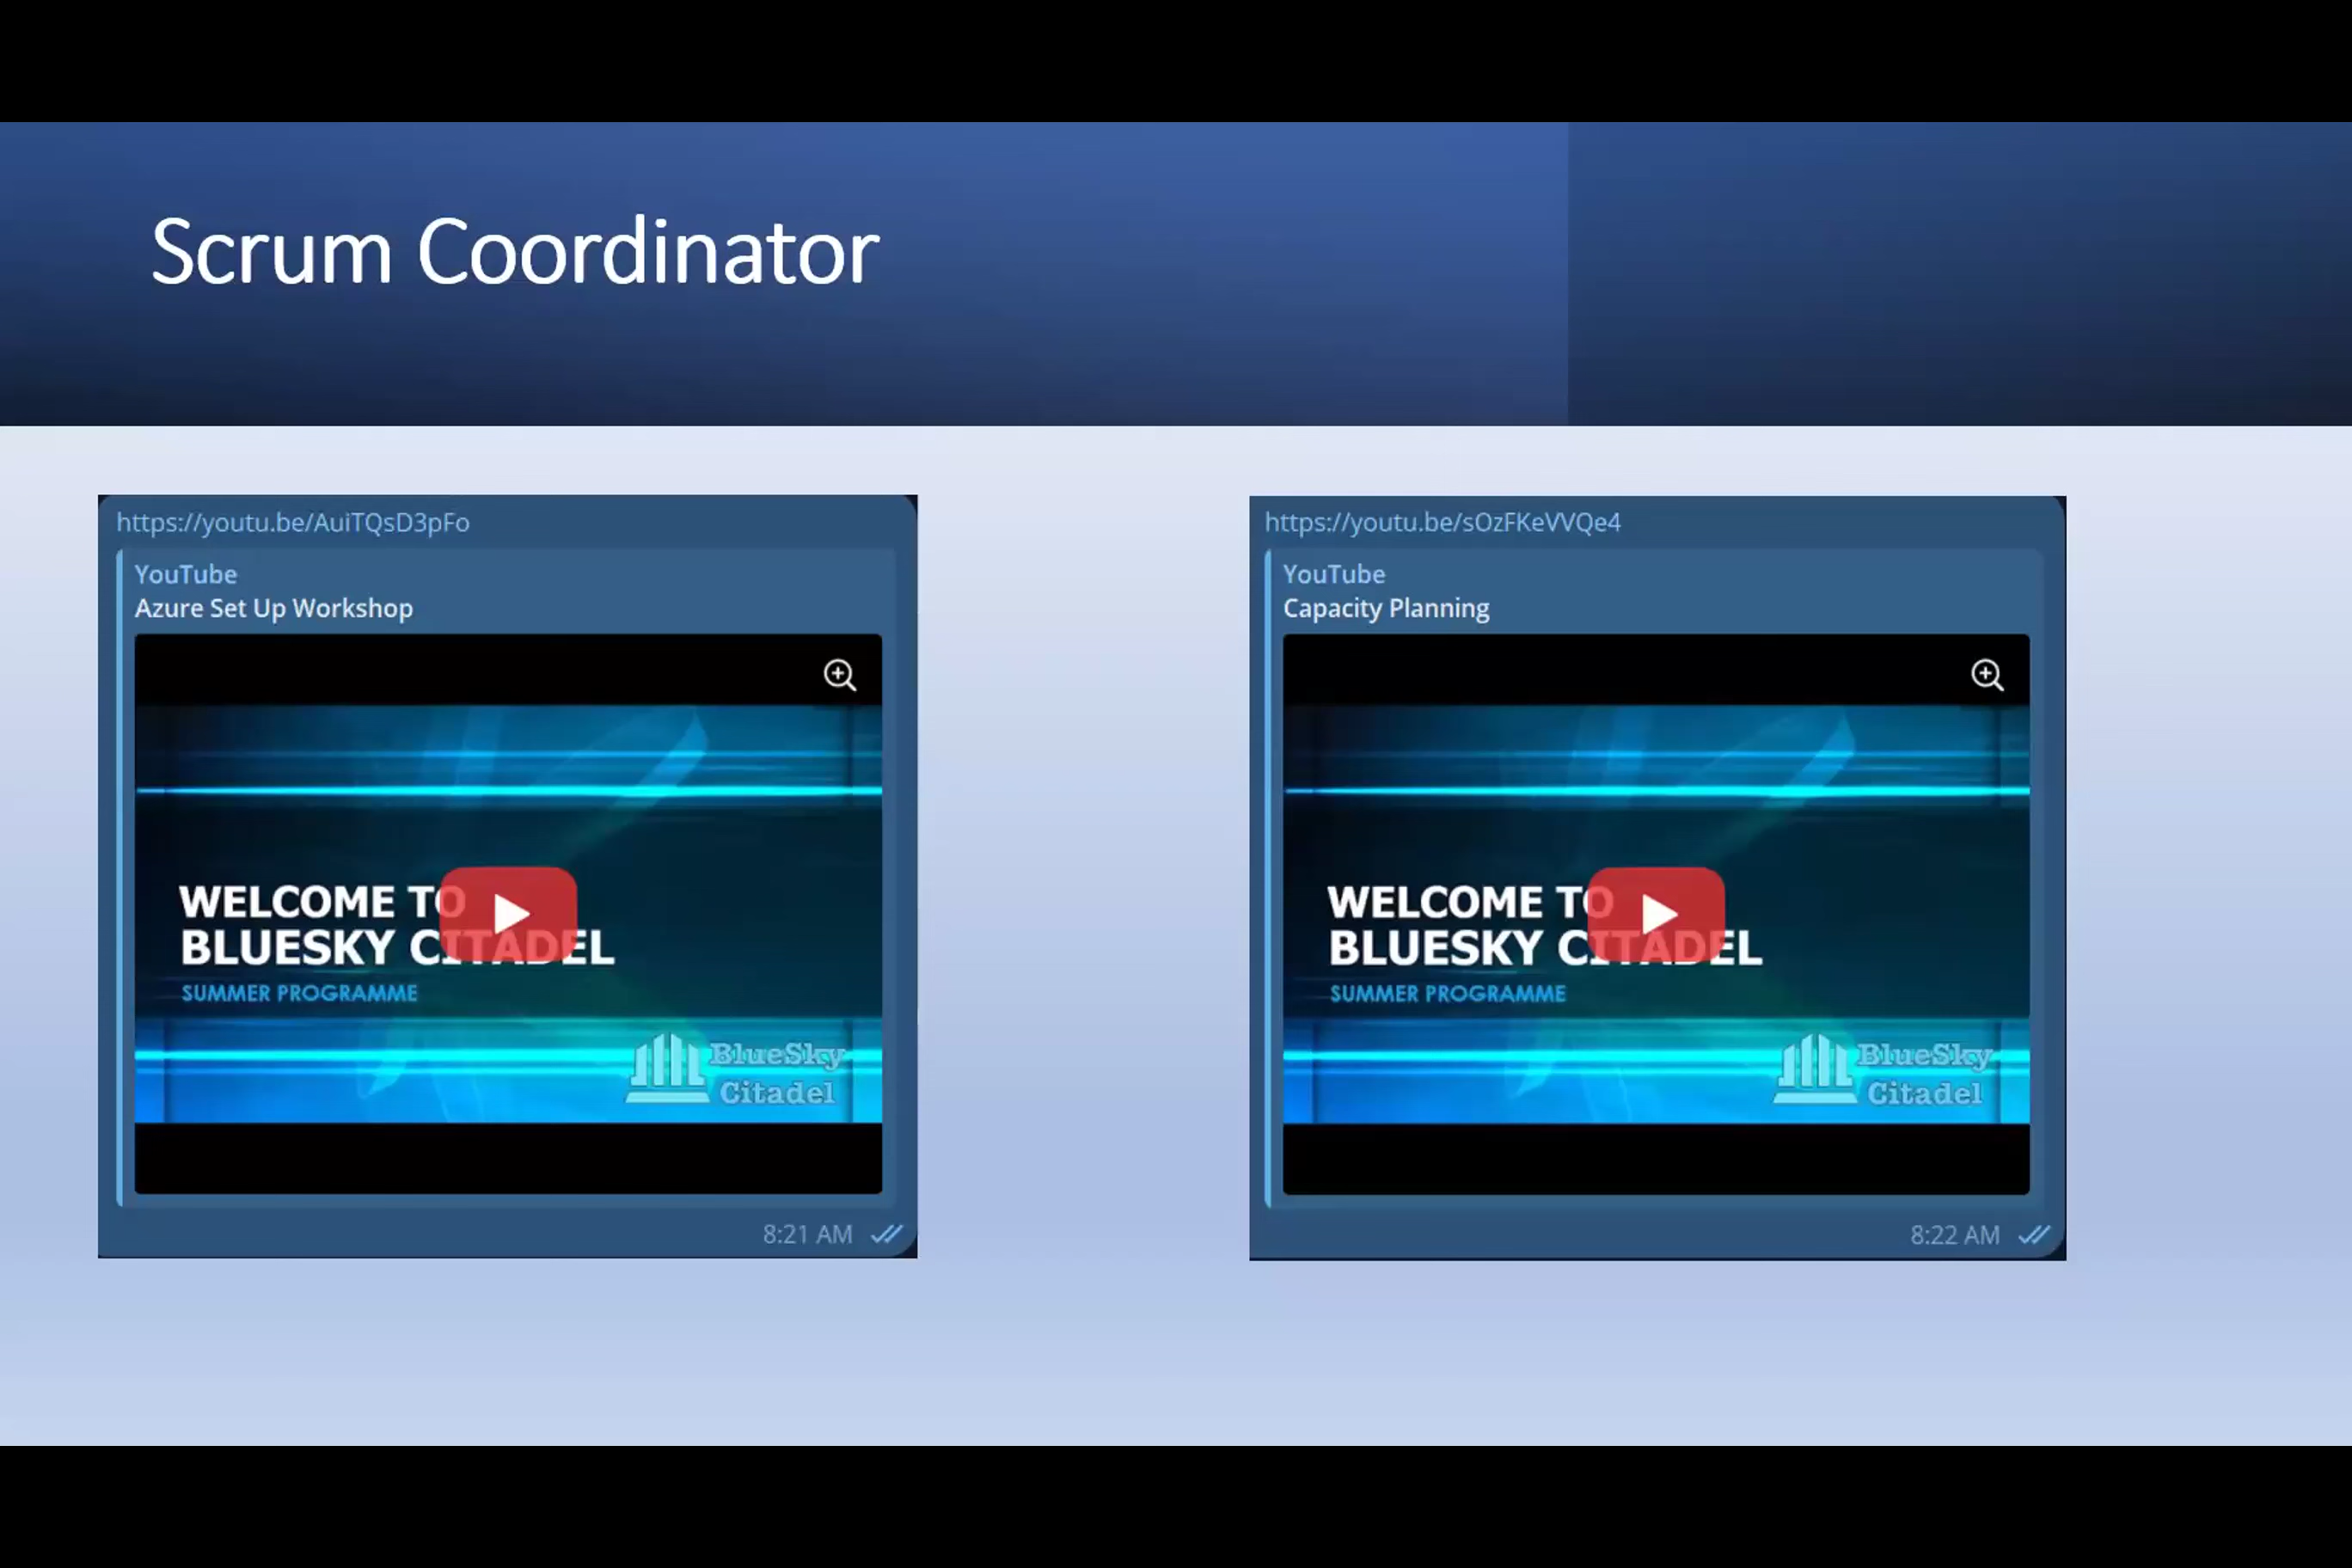 Scrum Coordinator
https://youtu.be/AuiTQsD3pFo
YouTube
Azure Set Up Workshop
WELCOME TO
BLUESKY CITADEL
SUMMER PROGRAMME
BlueSky
Citadel
8:21 AM
https://youtu.be/sOzFKeVVQe4
YouTube
Capacity Planning
WELCOME TO
BLUESKY CITADEL
SUMMER PROGRAMME
BlueSky
Citadel
8:22 AM